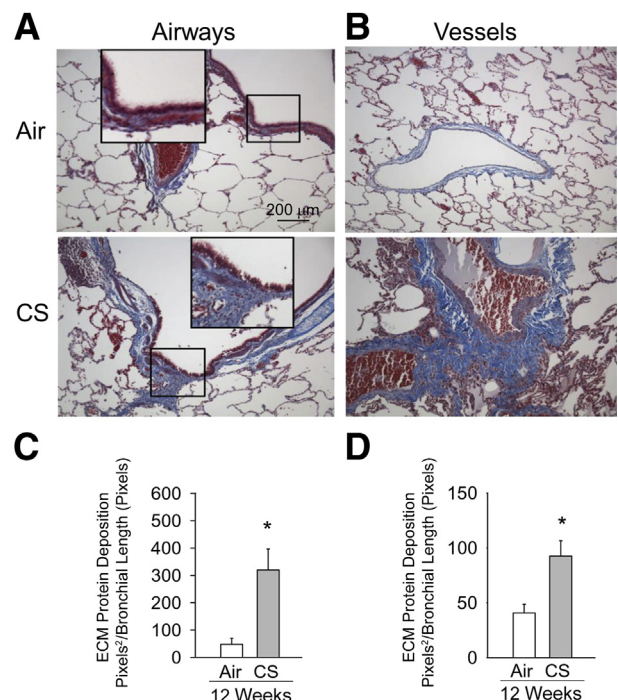 A
Airways
B
Vessels
Air
200 µm
CS
C
ECM Protein Deposition
Pixels²/Bronchial Length (Pixels)
600
500
400
300
200
100
0
*
Air CS
12 Weeks
D
ECM Protein Deposition
Pixels²/Bronchial Length (Pixels)
150
100
50
0
*
Air CS
12 Weeks